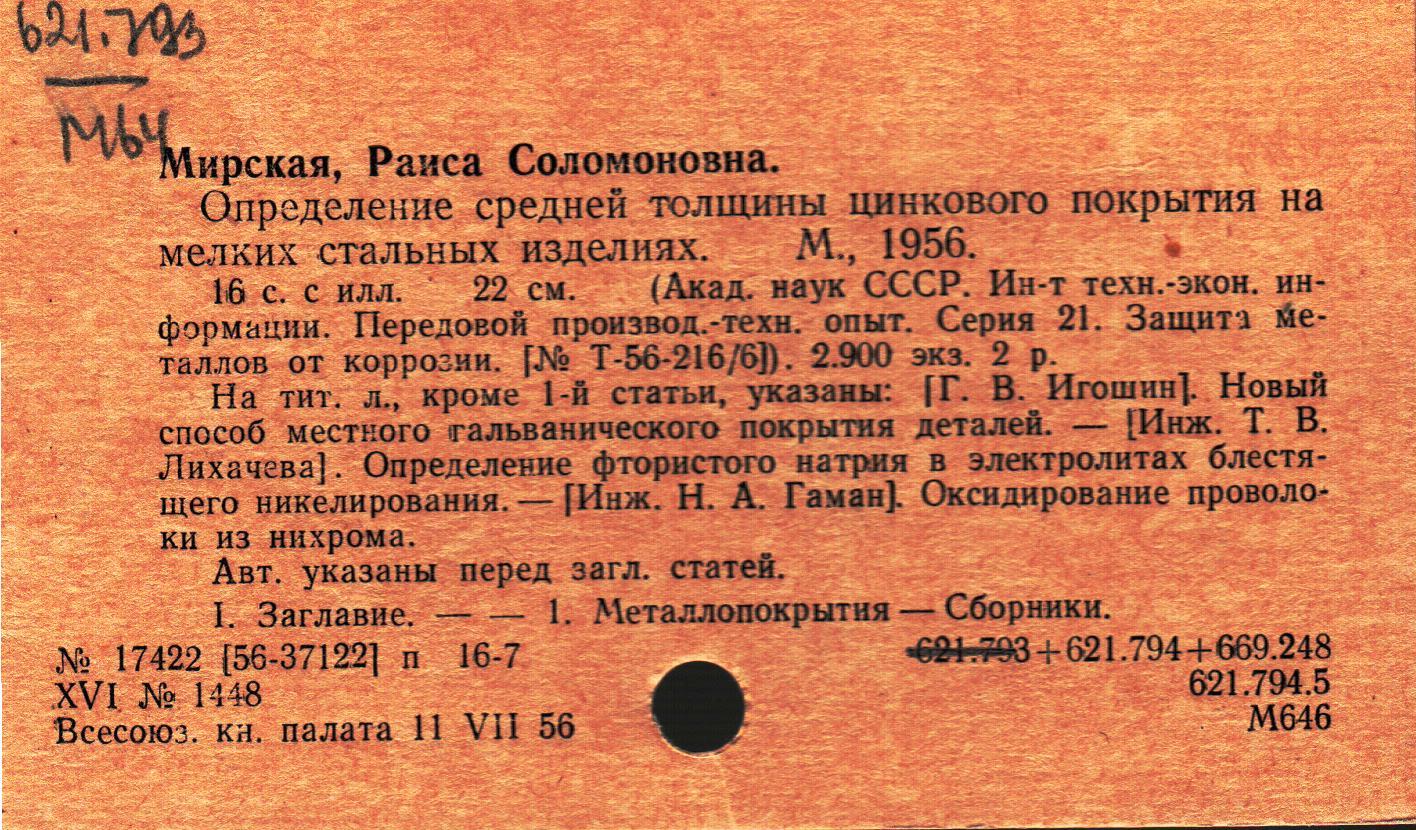 621.793
М64
Мирская, Раиса Соломоновна.
Определение средней толщины цинкового покрытия на
мелких стальных изделиях. М., 1956.
16 с. с илл. 22 см. (Акад. наук СССР. Ин-т техн.-экон. ин-
формации. Передовой производ.-техн. опыт. Серия 21. Защита ме-
таллов от коррозии. [№ Т-56-216/6]). 2.900 экз. 2 р.
На тит. л., кроме 1-й статьи, указаны: [Г. В. Игошин]. Новый
способ местного гальванического покрытия деталей. — [Инж. Т. В.
Лихачева]. Определение фтористого натрия в электролитах блестя-
щего никелирования. — [Инж. Н. А. Гаман]. Оксидирование проволо-
ки из нихрома.
Авт. указаны перед загл. статей.
I. Заглавие. — — 1. Металлопокрытия — Сборники.
№ 17422 [56-37122] п 16-7
621.793+621.794+669.248
XVI № 1448
621.794.5
Всесоюз. кн. палата 11 VII 56
М646